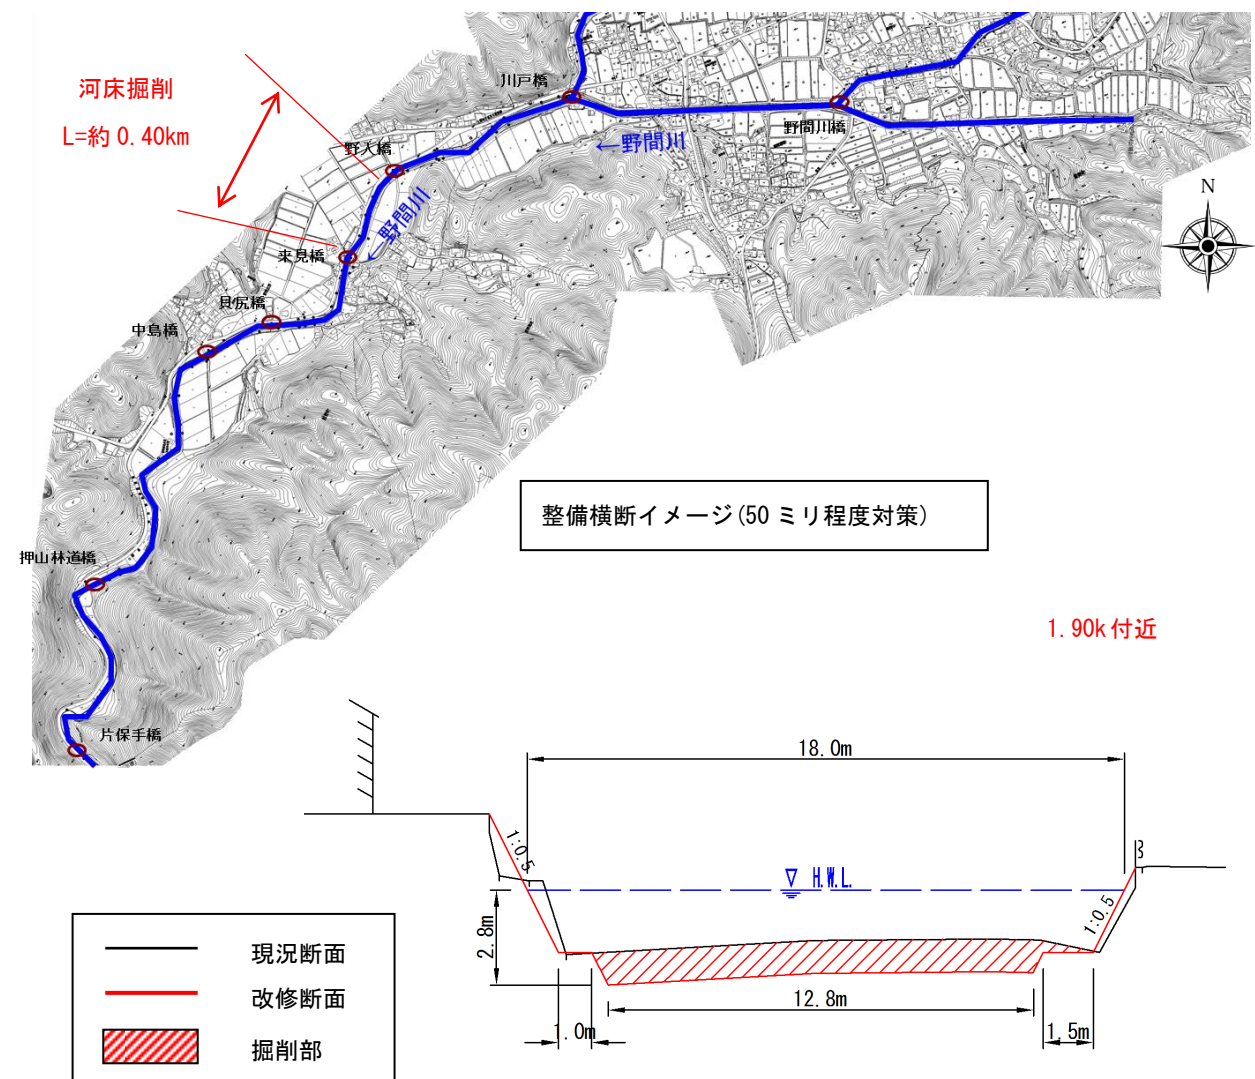 河床掘削
L=約 0.40km
川戸橋
野間川橋
←野間川
野人橋
←野間川
N
来見橋
貝尻橋
中島橋
整備横断イメージ(50 ミリ程度対策)
押山林道橋
1.90k 付近
片保手橋
18.0m
1:0.5
H.W.L.
1:0.5
2.8m
12.8m
1.0m
1.5m
現況断面
改修断面
掘削部